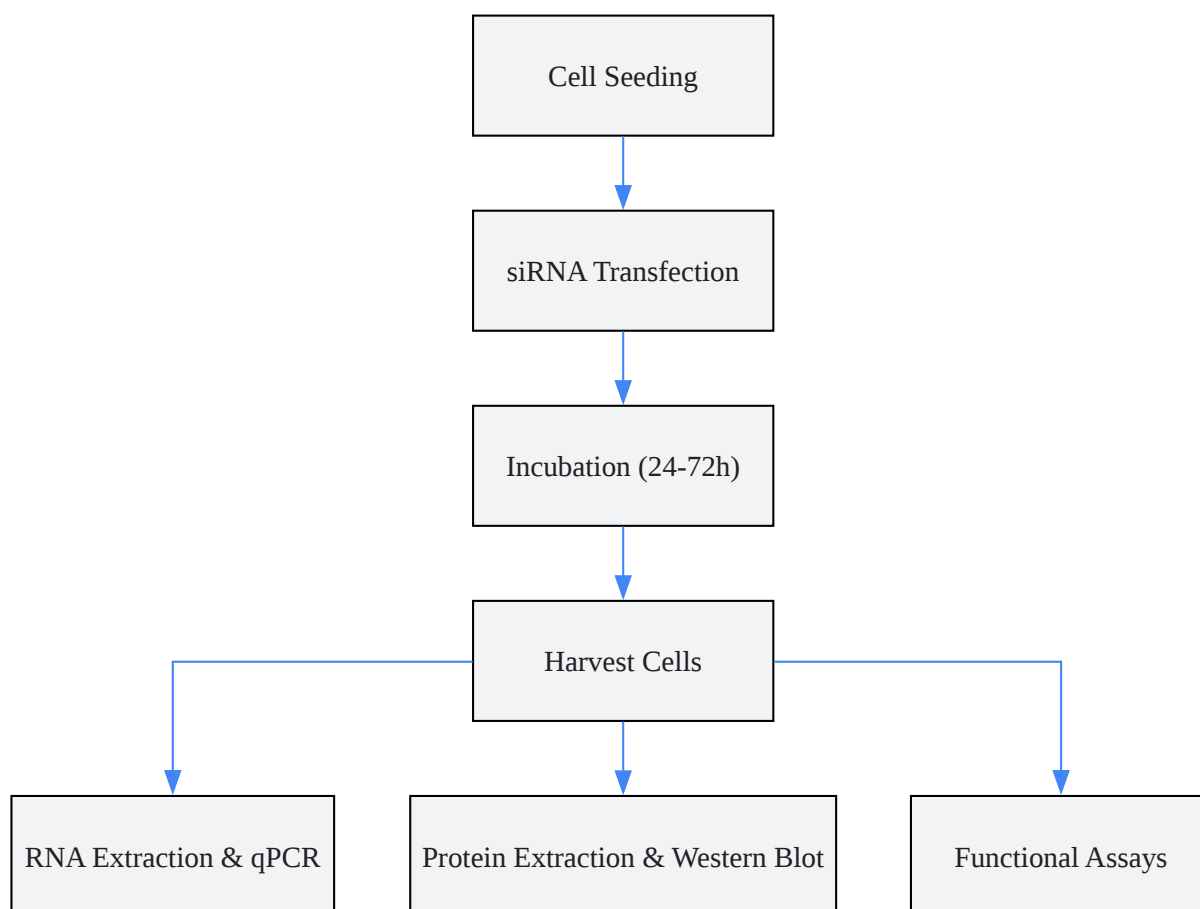 Cell Seeding
siRNA Transfection
Incubation (24-72h)
Harvest Cells
RNA Extraction & qPCR
Protein Extraction & Western Blot
Functional Assays